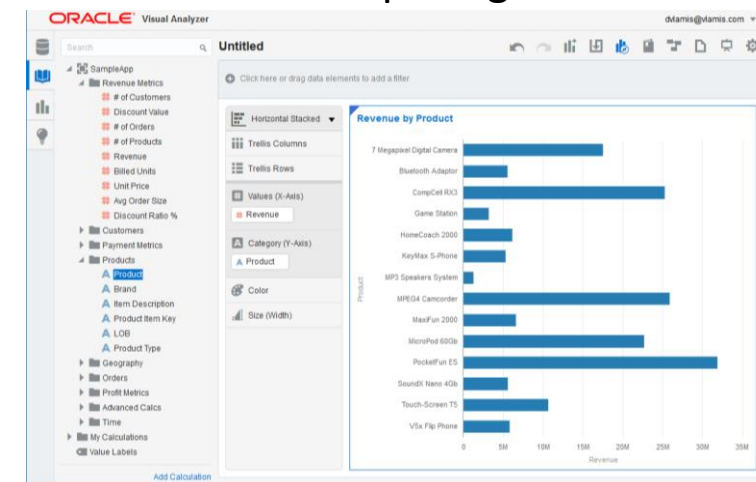 ORACLE Visual Analyzer
dvlamis@vlamis.com
Search
Untitled
SampleApp
Revenue Metrics
# of Customers
Discount Value
# of Orders
# of Products
Revenue
Billed Units
Unit Price
Avg Order Size
Discount Ratio %
Customers
Payment Metrics
Products
Product
Brand
Item Description
Product Item Key
LOB
Product Type
Geography
Orders
Profit Metrics
Advanced Calcs
Time
My Calculations
Value Labels
Add Calculation
Click here or drag data elements to add a filter
Horizontal Stacked
Trellis Columns
Trellis Rows
Values (X-Axis)
Revenue
Category (Y-Axis)
A Product
Color
Size (Width)
Revenue by Product
Product
7 Megapixel Digital Camera
Bluetooth Adaptor
CompCell RX3
Game Station
HomeCoach 2000
KeyMax S-Phone
MP3 Speakers System
MPEG4 Camcorder
MaxiFun 2000
MicroPod 60Gb
PocketFun ES
SoundX Nano 4Gb
Touch-Screen T5
V5x Flip Phone
0 5M 10M 15M 20M 25M 30M 35M
Revenue